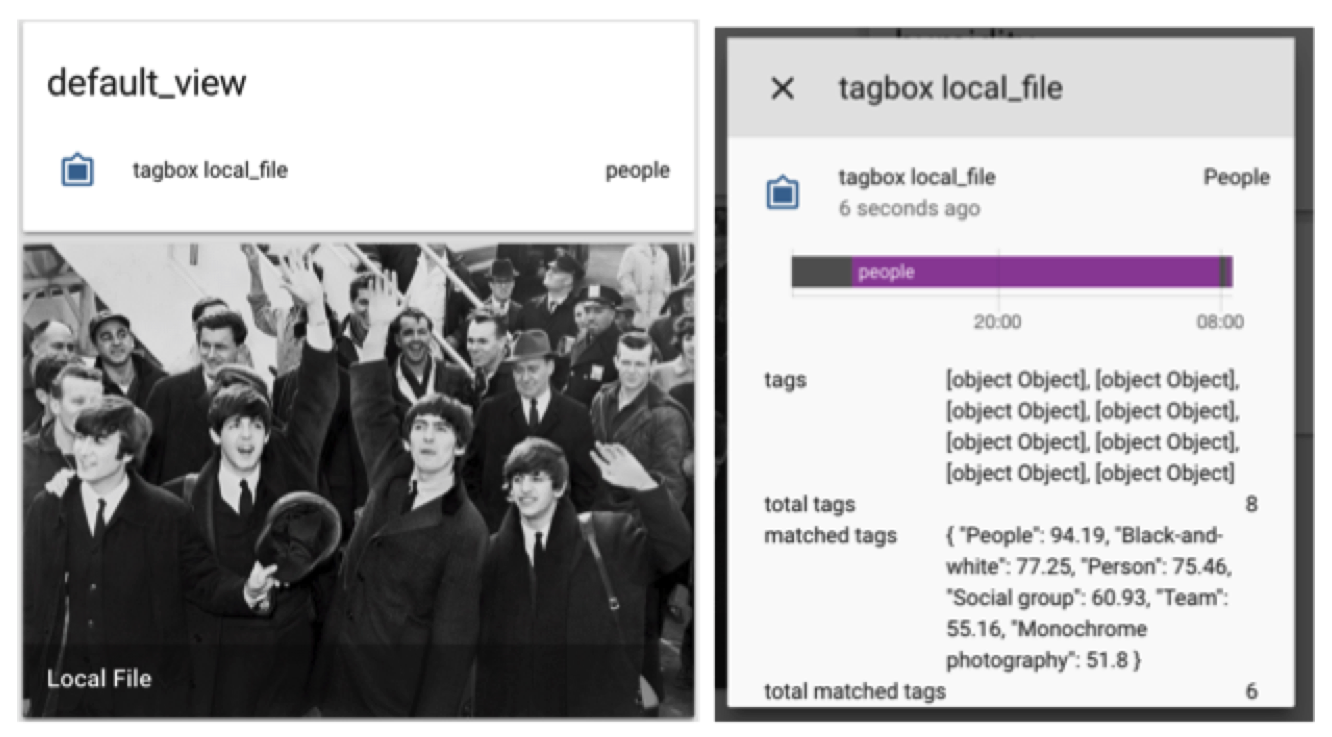 default_view
tagbox local_file people
Local File
tagbox local_file
tagbox local_file People
6 seconds ago
people
20:00 08:00
tags [object Object], [object Object],
[object Object], [object Object],
[object Object], [object Object],
[object Object], [object Object]
total tags 8
matched tags { "People": 94.19, "Black-and-
white": 77.25, "Person": 75.46,
"Social group": 60.93, "Team":
55.16, "Monochrome
photography": 51.8 }
total matched tags 6